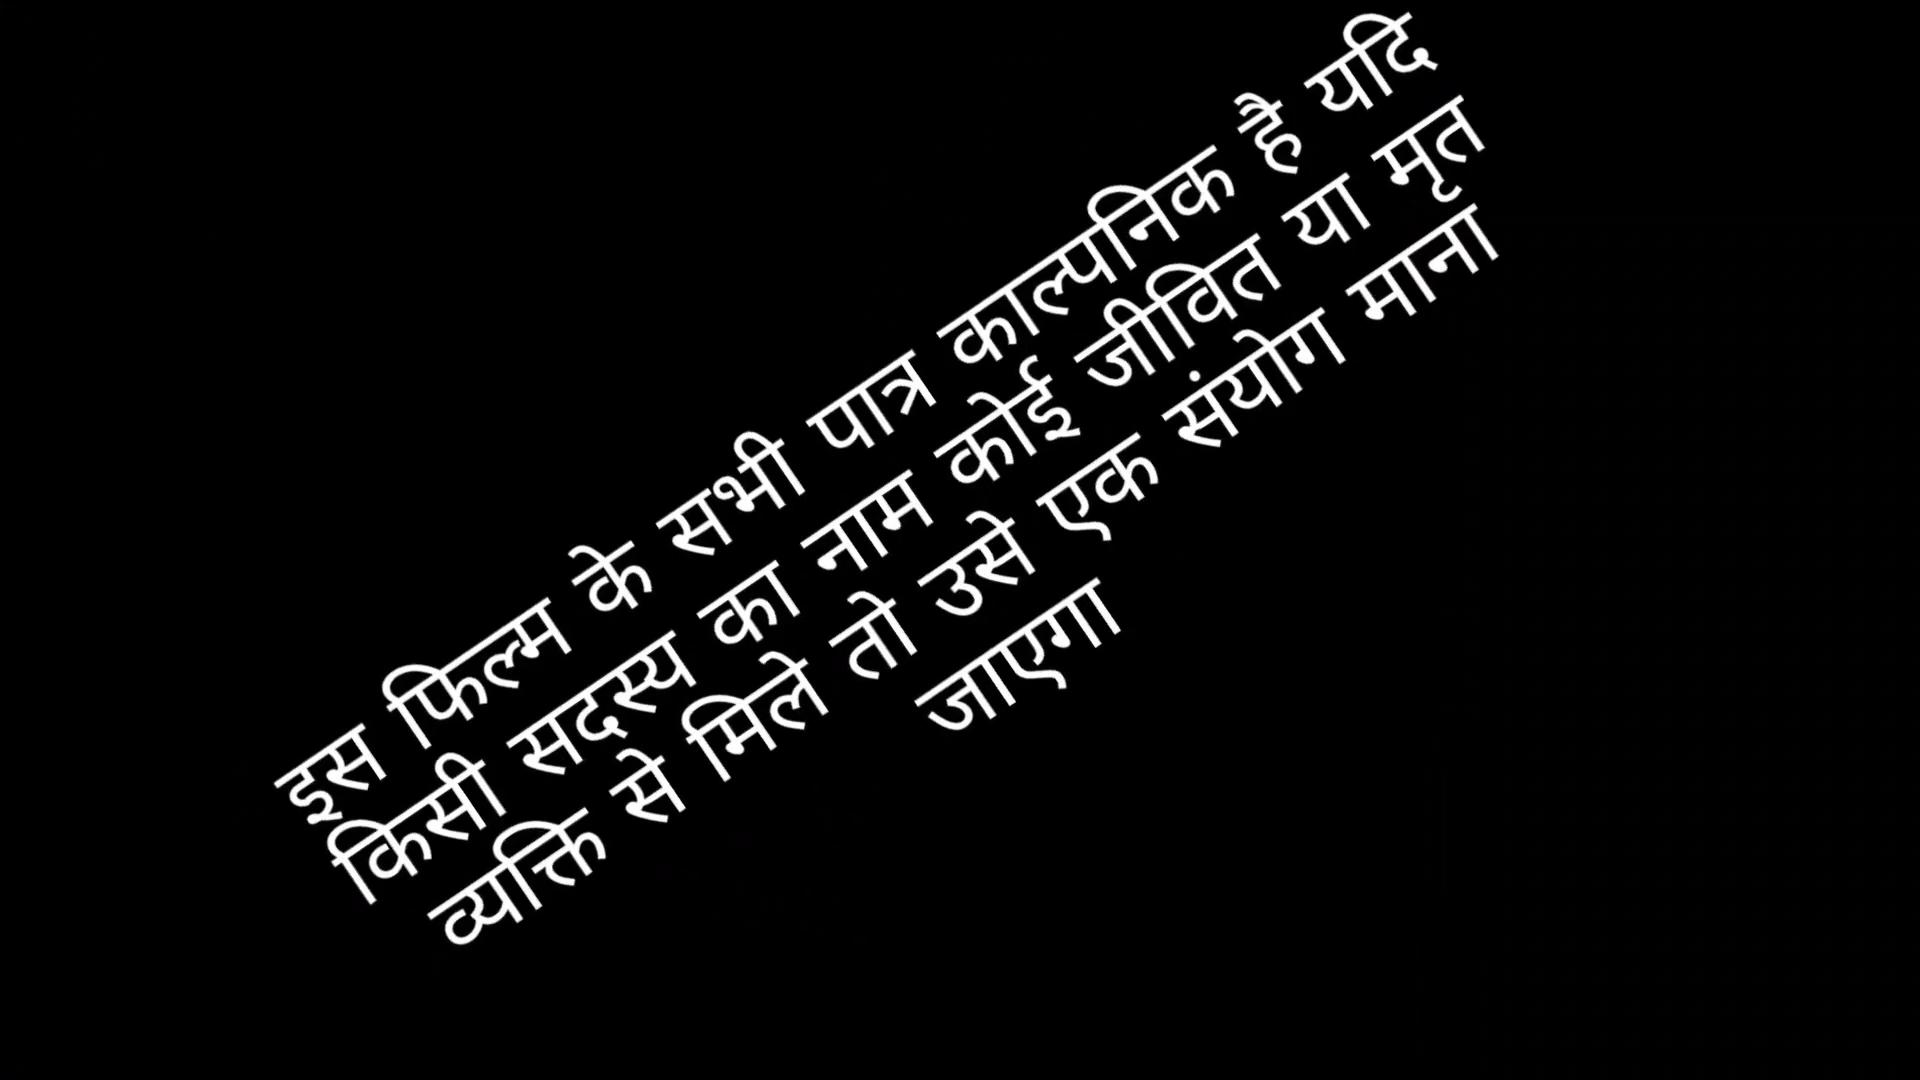 इस फिल्म के सभी पात्र काल्पनिक है यदि
किसी सदस्य का नाम कोई जीवित या मृत
व्यक्ति से मिले तो उसे एक संयोग माना
जाएगा